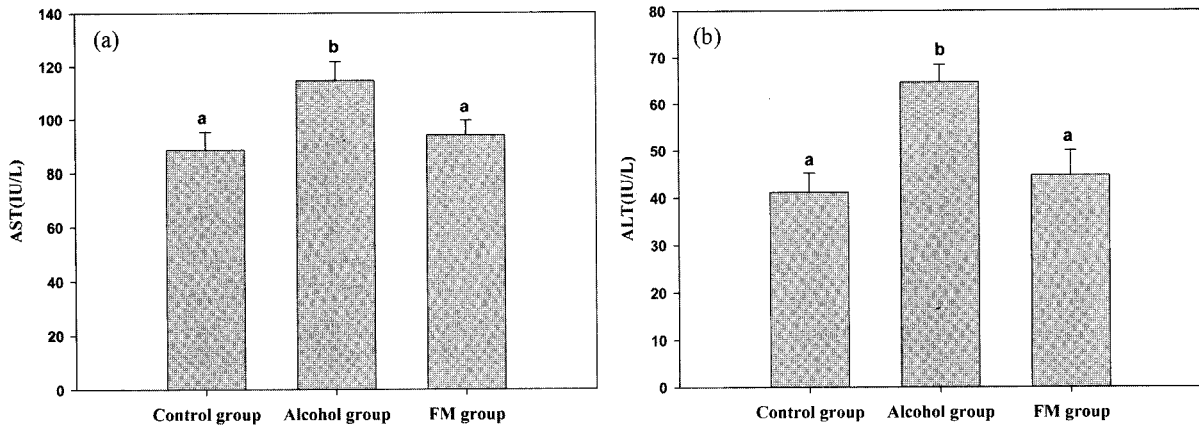 (a)
AST(IU/L)
140
120
100
80
60
40
20
0
a
b
a
Control group
Alcohol group
FM group
(b)
ALT(IU/L)
80
70
60
50
40
30
20
10
0
a
b
a
Control group
Alcohol group
FM group